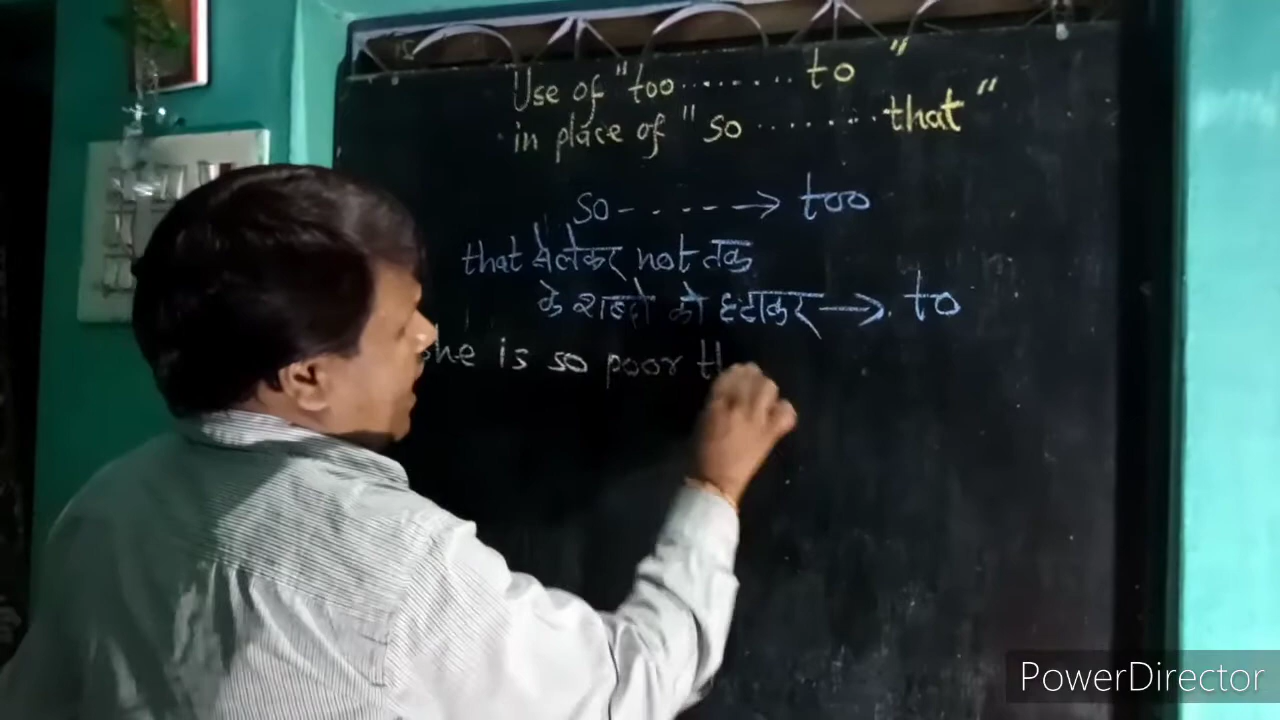 Use of "too ....... to "
in place of "so ........ that"
so - - - - → too
that से लेकर not तक
के शब्दो को हटाकर → to
she is so poor th
PowerDirector